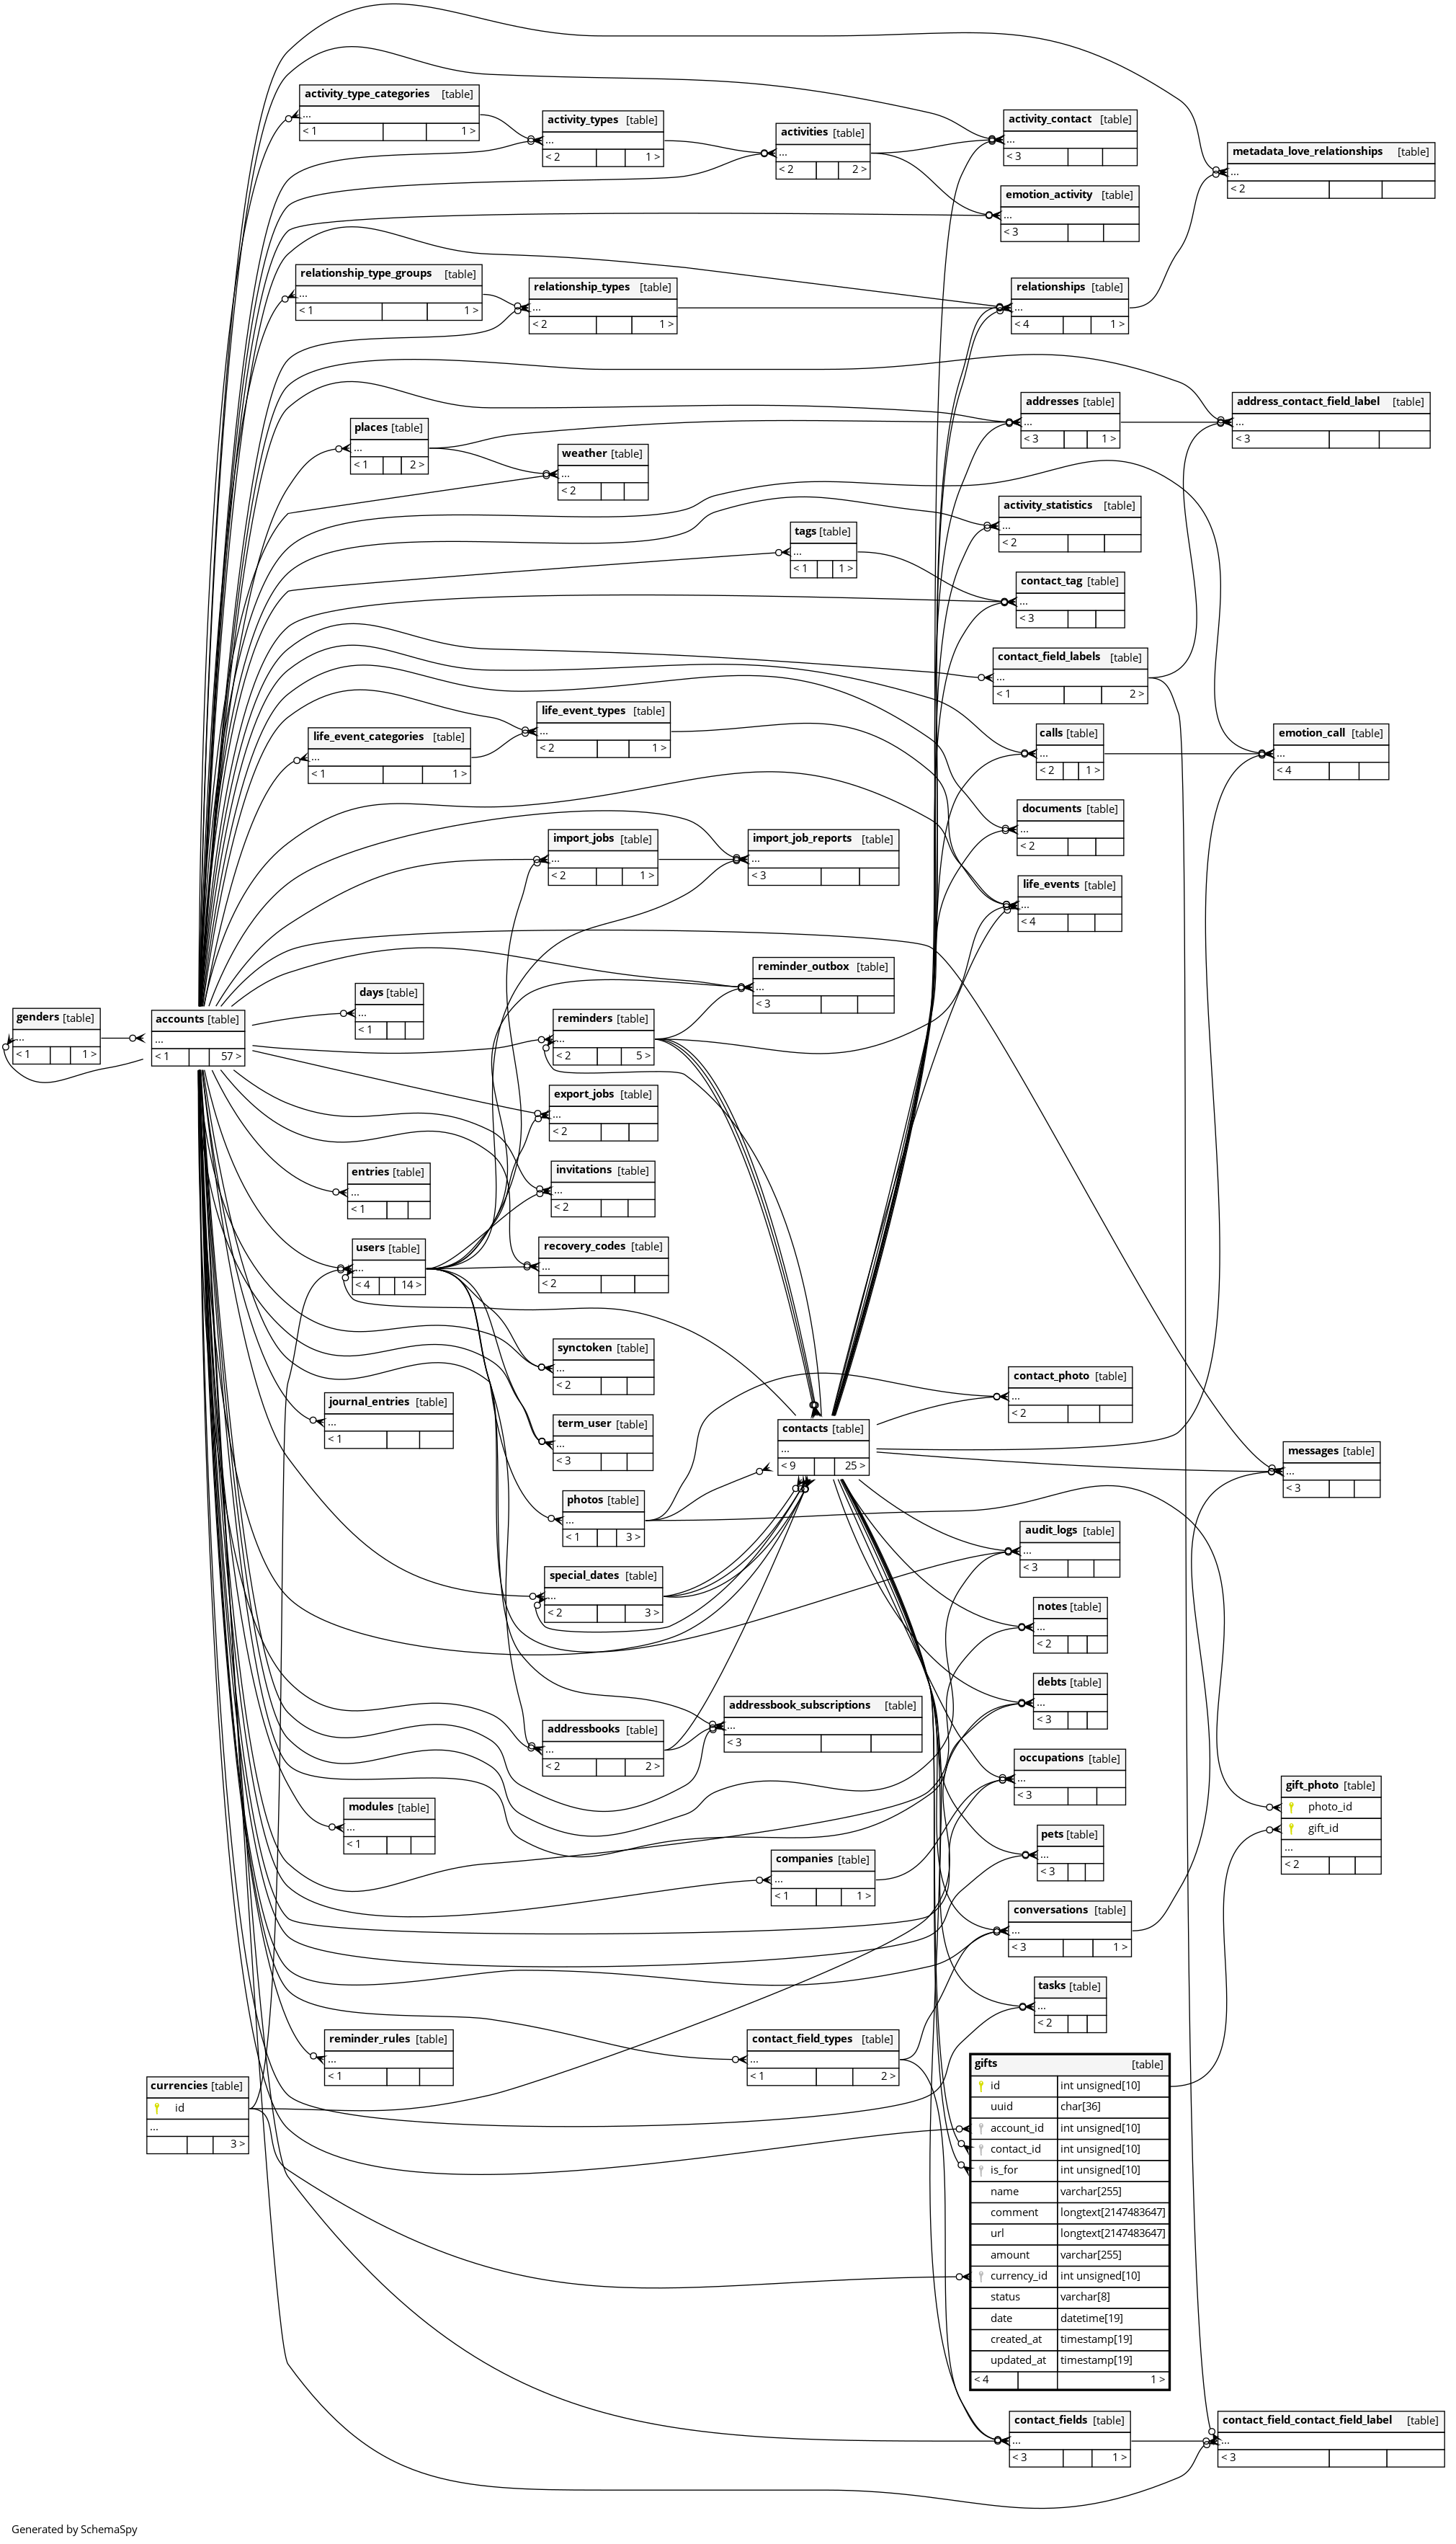 activity_type_categories [table]
...
< 1 1 >
activity_types [table]
...
< 2 1 >
activities [table]
...
< 2 2 >
activity_contact [table]
...
< 3
metadata_love_relationships [table]
...
< 2
emotion_activity [table]
...
< 3
relationship_type_groups [table]
...
< 1 1 >
relationship_types [table]
...
< 2 1 >
relationships [table]
...
< 4 1 >
addresses [table]
...
< 3 1 >
address_contact_field_label [table]
...
< 3
places [table]
...
< 1 2 >
weather [table]
...
< 2
activity_statistics [table]
...
< 2
tags [table]
...
< 1 1 >
contact_tag [table]
...
< 3
contact_field_labels [table]
...
< 1 2 >
life_event_types [table]
...
< 2 1 >
life_event_categories [table]
...
< 1 1 >
calls [table]
...
< 2 1 >
emotion_call [table]
...
< 4
documents [table]
...
< 2
import_jobs [table]
...
< 2 1 >
import_job_reports [table]
...
< 3
life_events [table]
...
< 4
reminder_outbox [table]
...
< 3
days [table]
...
< 1
genders [table]
...
< 1 1 >
accounts [table]
...
< 1 57 >
reminders [table]
...
< 2 5 >
export_jobs [table]
...
< 2
entries [table]
...
< 1
invitations [table]
...
< 2
users [table]
...
< 4 14 >
recovery_codes [table]
...
< 2
synctoken [table]
...
< 2
journal_entries [table]
...
< 1
term_user [table]
...
< 3
contact_photo [table]
...
< 2
contacts [table]
...
< 9 25 >
messages [table]
...
< 3
photos [table]
...
< 1 3 >
audit_logs [table]
...
< 3
special_dates [table]
...
< 2 3 >
notes [table]
...
< 2
debts [table]
...
< 3
addressbook_subscriptions [table]
...
< 3
addressbooks [table]
...
< 2 2 >
occupations [table]
...
< 3
gift_photo [table]
photo_id
gift_id
...
< 2
modules [table]
...
< 1
pets [table]
...
< 3
companies [table]
...
< 1 1 >
conversations [table]
...
< 3 1 >
tasks [table]
...
< 2
reminder_rules [table]
...
< 1
contact_field_types [table]
...
< 1 2 >
currencies [table]
id
...
3 >
gifts [table]
id int unsigned[10]
uuid char[36]
account_id int unsigned[10]
contact_id int unsigned[10]
is_for int unsigned[10]
name varchar[255]
comment longtext[2147483647]
url longtext[2147483647]
amount varchar[255]
currency_id int unsigned[10]
status varchar[8]
date datetime[19]
created_at timestamp[19]
updated_at timestamp[19]
< 4 1 >
contact_fields [table]
...
< 3 1 >
contact_field_contact_field_label [table]
...
< 3
Generated by SchemaSpy